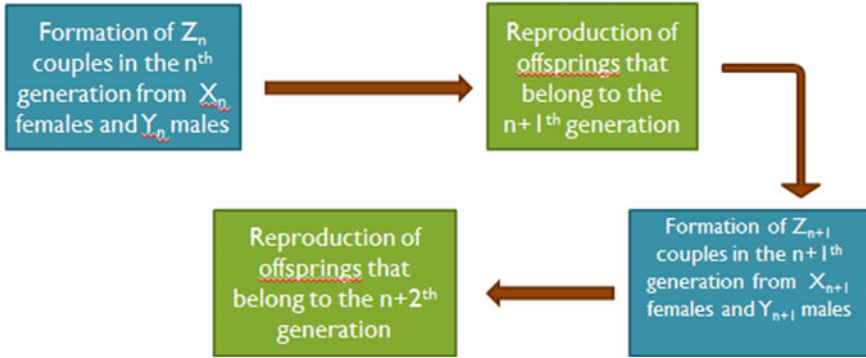 Formation of Zₙ
couples in the nᵗʰ
generation from Xₙ
females and Yₙ males
Reproduction of
offsprings that
belong to the
n+1ᵗʰ generation
Formation of Zₙ₊₁
couples in the n+1ᵗʰ
generation from Xₙ₊₁
females and Yₙ₊₁ males
Reproduction of
offsprings that
belong to the n+2ᵗʰ
generation